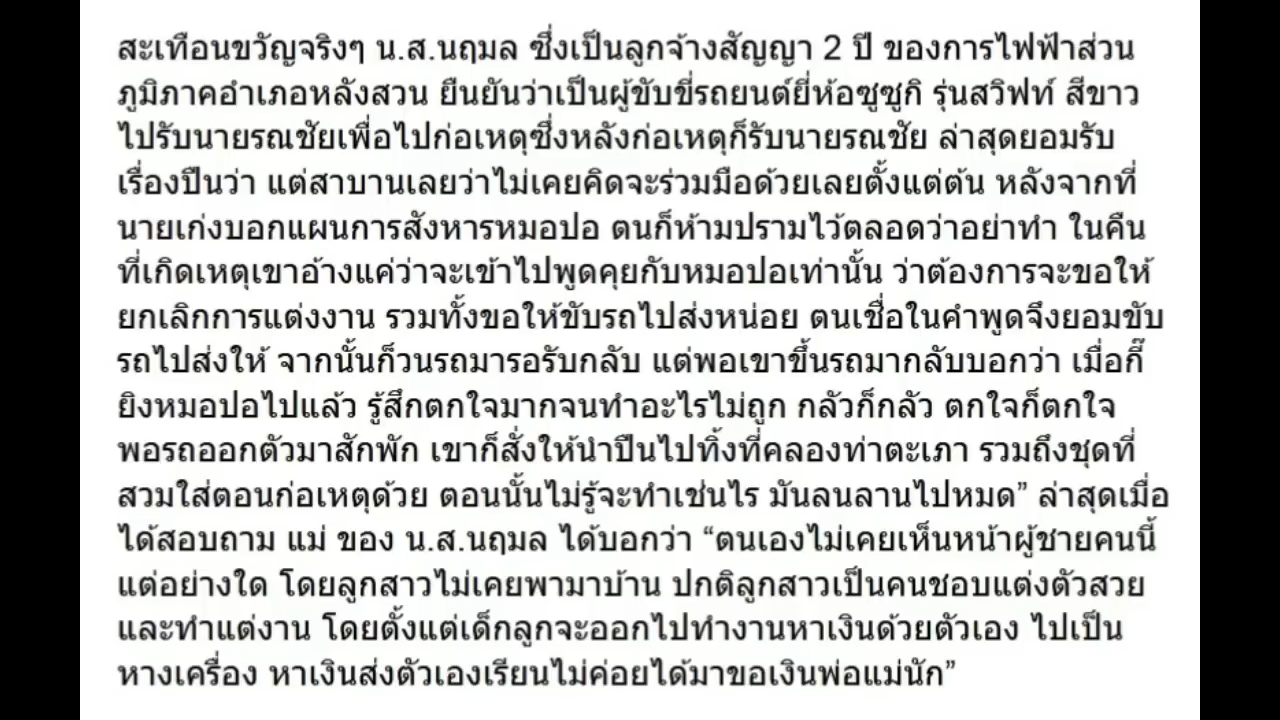 สะเทือนขวัญจริงๆ น.ส.นฤมล ซึ่งเป็นลูกจ้างสัญญา 2 ปี ของการไฟฟ้าส่วน
ภูมิภาคอำเภอหลังสวน ยืนยันว่าเป็นผู้ขับขี่รถยนต์ยี่ห้อซูซูกิ รุ่นสวิฟท์ สีขาว
ไปรับนายรณชัยเพื่อไปก่อเหตุซึ่งหลังก่อเหตุก็รับนายรณชัย ล่าสุดยอมรับ
เรื่องปืนว่า แต่สาบานเลยว่าไม่เคยคิดจะร่วมมือด้วยเลยตั้งแต่ต้น หลังจากที่
นายเก่งบอกแผนการสังหารหมอปอ ตนก็ห้ามปรามไว้ตลอดว่าอย่าทำ ในคืน
ที่เกิดเหตุเขาอ้างแค่ว่าจะเข้าไปพูดคุยกับหมอปอเท่านั้น ว่าต้องการจะขอให้
ยกเลิกการแต่งงาน รวมทั้งขอให้ขับรถไปส่งหน่อย ตนเชื่อในคำพูดจึงยอมขับ
รถไปส่งให้ จากนั้นก็วนรถมารอรับกลับ แต่พอเขาขึ้นรถมากลับบอกว่า เมื่อกี๊
ยิงหมอปอไปแล้ว รู้สึกตกใจมากจนทำอะไรไม่ถูก กลัวก็กลัว ตกใจก็ตกใจ
พอรถออกตัวมาสักพัก เขาก็สั่งให้นำปืนไปทิ้งที่คลองท่าตะเภา รวมถึงชุดที่
สวมใส่ตอนก่อเหตุด้วย ตอนนั้นไม่รู้จะทำเช่นไร มันลนลานไปหมด” ล่าสุดเมื่อ
ได้สอบถาม แม่ ของ น.ส.นฤมล ได้บอกว่า “ตนเองไม่เคยเห็นหน้าผู้ชายคนนี้
แต่อย่างใด โดยลูกสาวไม่เคยพามาบ้าน ปกติลูกสาวเป็นคนชอบแต่งตัวสวย
และทำแต่งาน โดยตั้งแต่เด็กลูกจะออกไปทำงานหาเงินด้วยตัวเอง ไปเป็น
หางเครื่อง หาเงินส่งตัวเองเรียนไม่ค่อยได้มาขอเงินพ่อแม่นัก”